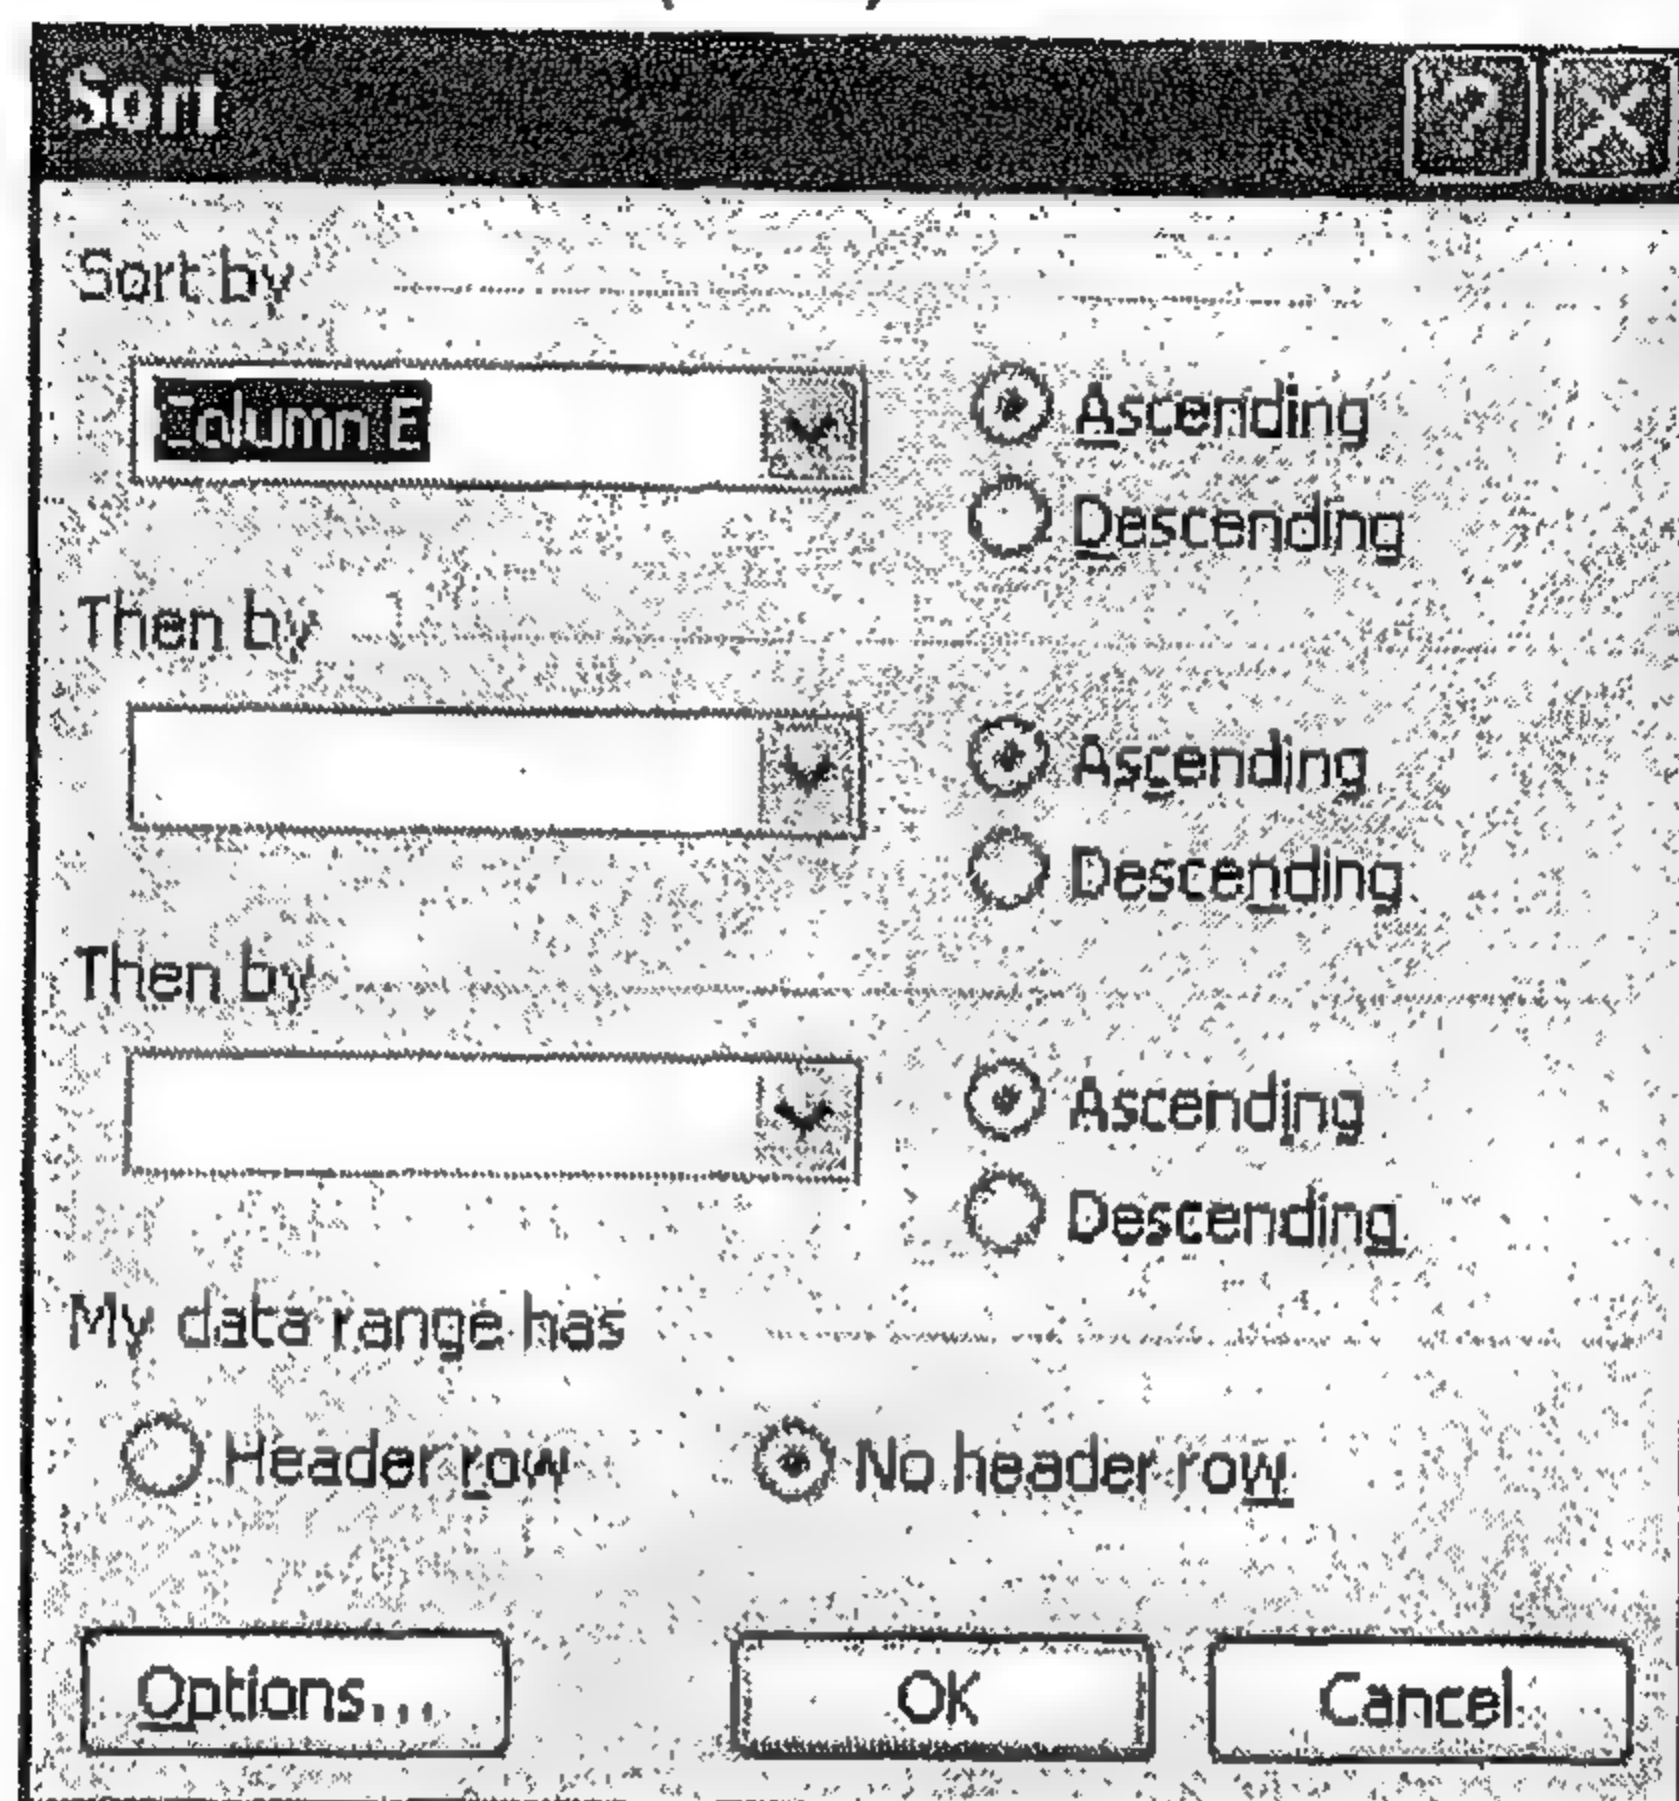 Sort
Sort by
Column E
Ascending
Descending
Then by
Ascending
Descending
Then by
Ascending
Descending
My data range has
Header row
No header row
Options...
OK
Cancel